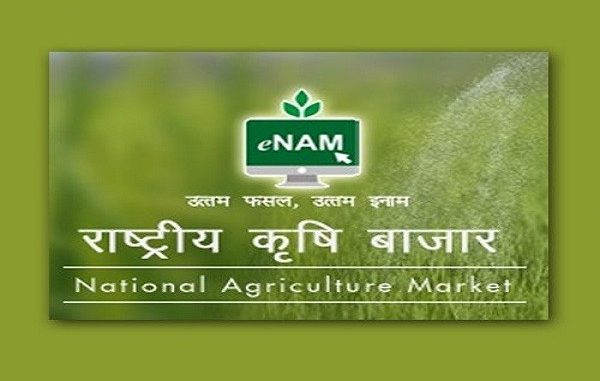 eNAM
उत्तम फसल, उत्तम इनाम
राष्ट्रीय कृषि बाजार
National Agriculture Market